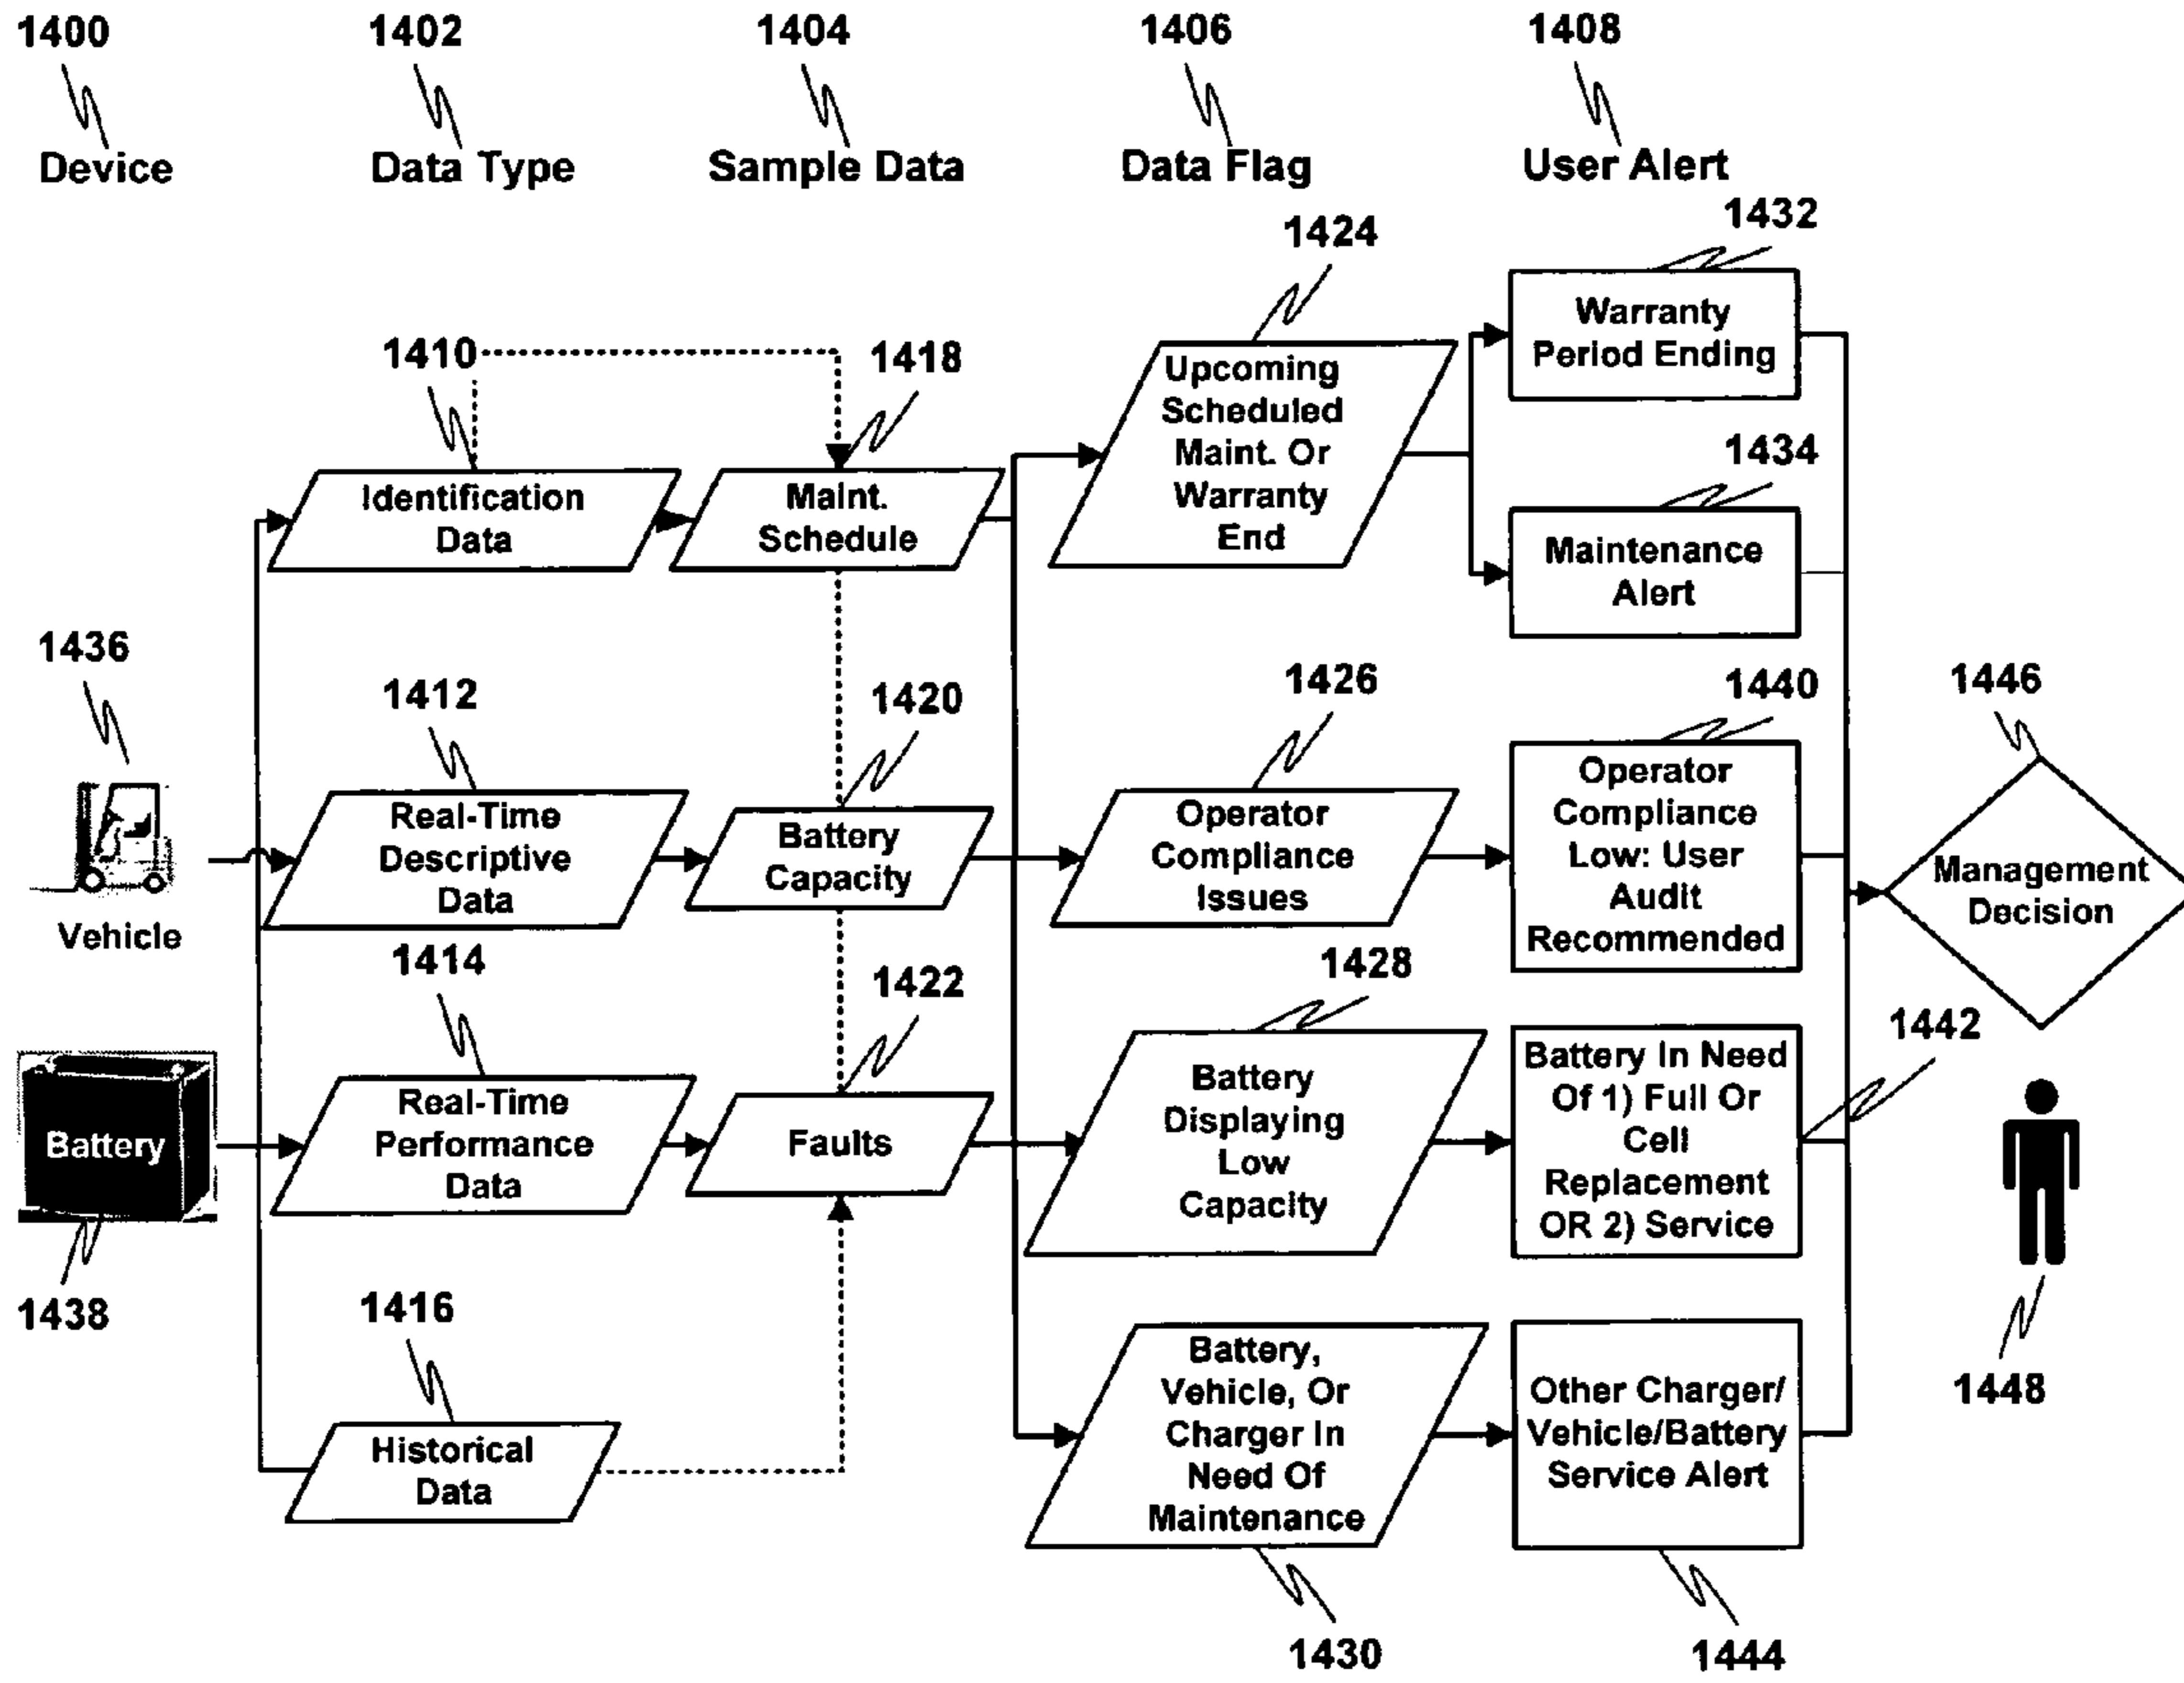 1400
1402
1404
1406
1408
Device
Data Type
Sample Data
Data Flag
User Alert
1410
1418
1424
1432
Identification
Data
Maint.
Schedule
Upcoming
Scheduled
Maint. Or
Warranty
End
Warranty
Period Ending
1434
Maintenance
Alert
1436
Vehicle
1412
Real-Time
Descriptive
Data
1420
Battery
Capacity
1426
Operator
Compliance
Issues
1440
Operator
Compliance
Low: User
Audit
Recommended
1446
Management
Decision
Battery
1438
1414
Real-Time
Performance
Data
1422
Faults
1428
Battery
Displaying
Low
Capacity
1442
Battery In Need
Of 1) Full Or
Cell
Replacement
OR 2) Service
1448
1416
Historical
Data
Battery,
Vehicle, Or
Charger In
Need Of
Maintenance
1430
Other Charger/
Vehicle/Battery
Service Alert
1444